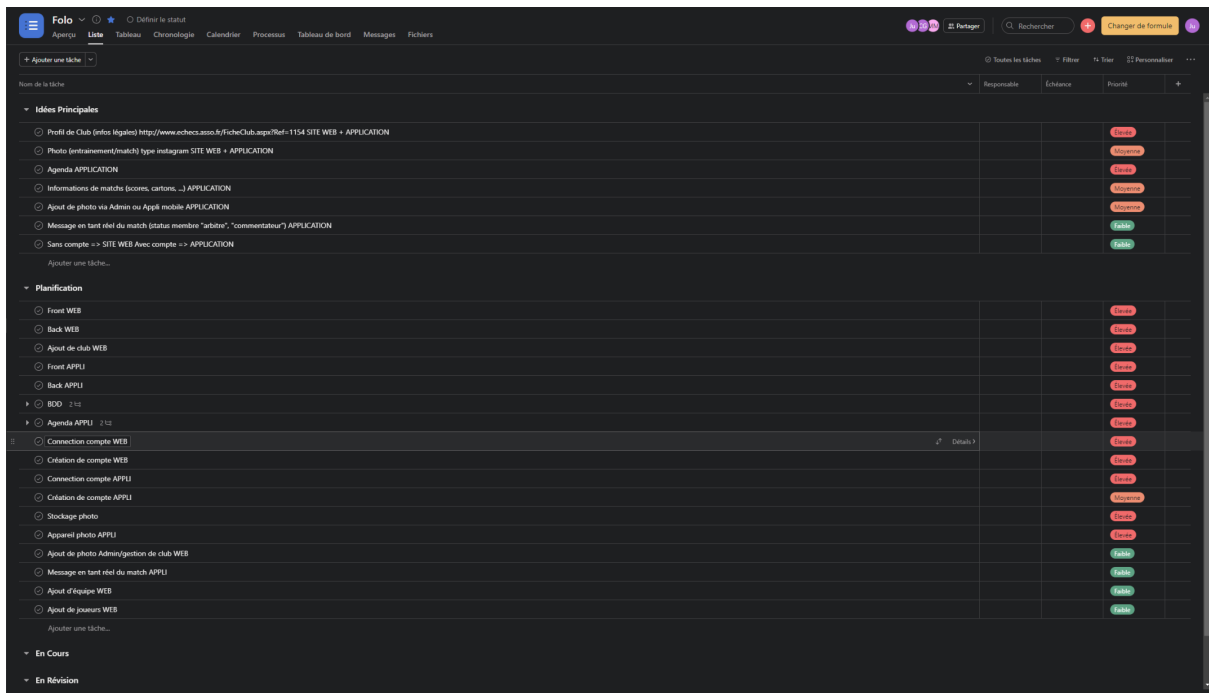 Folo
Définir le statut
Aperçu Liste Tableau Chronologie Calendrier Processus Tableau de bord Messages Fichiers
Partager
Rechercher
Changer de formule
Ju
+ Ajouter une tâche
Toutes les tâches Filtrer Trier Personnaliser ...
Nom de la tâche Responsable Échéance Priorité +
Idées Principales
Profil de Club (infos légales) http://www.echecs.asso.fr/FicheClub.aspx?Ref=1154 SITE WEB + APPLICATION Élevée
Photo (entrainement/match) type instagram SITE WEB + APPLICATION Moyenne
Agenda APPLICATION Élevée
Informations de matchs (scores, cartons, ...) APPLICATION Moyenne
Ajout de photo via Admin ou Appli mobile APPLICATION Moyenne
Message en tant réel du match (status membre "arbitre", "commentateur") APPLICATION Faible
Sans compte => SITE WEB Avec compte => APPLICATION Faible
Ajouter une tâche...
Planification
Front WEB Élevée
Back WEB Élevée
Ajout de club WEB Élevée
Front APPLI Élevée
Back APPLI Élevée
BDD 2 Élevée
Agenda APPLI 2 Élevée
Connection compte WEB Détails Élevée
Création de compte WEB Élevée
Connection compte APPLI Élevée
Création de compte APPLI Moyenne
Stockage photo Élevée
Appareil photo APPLI Élevée
Ajout de photo Admin/gestion de club WEB Faible
Message en tant réel du match APPLI Faible
Ajout d'équipe WEB Faible
Ajout de joueurs WEB Faible
Ajouter une tâche...
En Cours
En Révision